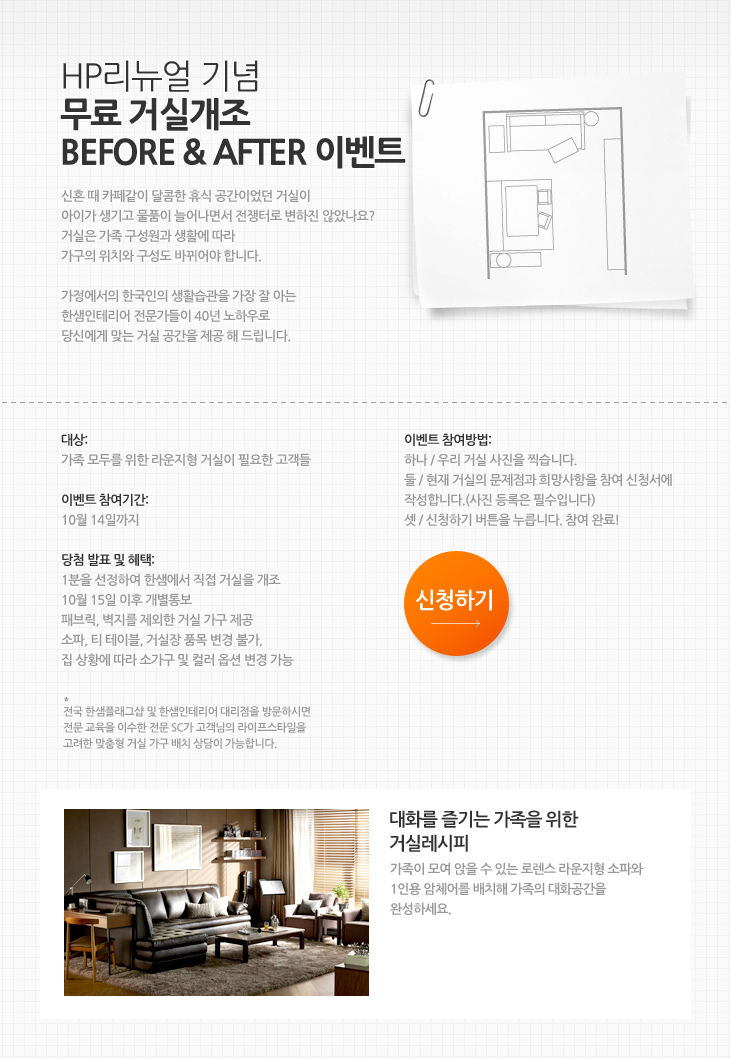 HP리뉴얼 기념
무료 거실개조
BEFORE & AFTER 이벤트
신혼 때 카페같이 달콤한 휴식 공간이었던 거실이
아이가 생기고 물품이 늘어나면서 전쟁터로 변하진 않았나요?
거실은 가족 구성원과 생활에 따라
가구의 위치와 구성도 바뀌어야 합니다.
가정에서의 한국인의 생활습관을 가장 잘 아는
한샘인테리어 전문가들이 40년 노하우로
당신에게 맞는 거실 공간을 제공 해 드립니다.
대상:
가족 모두를 위한 라운지형 거실이 필요한 고객들
이벤트 참여기간:
10월 14일까지
당첨 발표 및 혜택:
1분을 선정하여 한샘에서 직접 거실을 개조
10월 15일 이후 개별통보
패브릭, 벽지를 제외한 거실 가구 제공
소파, 티 테이블, 거실장 품목 변경 불가,
집 상황에 따라 소가구 및 컬러 옵션 변경 가능
*
전국 한샘플래그샵 및 한샘인테리어 대리점을 방문하시면
전문 교육을 이수한 전문 SC가 고객님의 라이프스타일을
고려한 맞춤형 거실 가구 배치 상담이 가능합니다.
이벤트 참여방법:
하나 / 우리 거실 사진을 찍습니다.
둘 / 현재 거실의 문제점과 희망사항을 참여 신청서에
작성합니다.(사진 등록은 필수입니다)
셋 / 신청하기 버튼을 누릅니다. 참여 완료!
신청하기
대화를 즐기는 가족을 위한
거실레시피
가족이 모여 앉을 수 있는 로렌스 라운지형 소파와
1인용 암체어를 배치해 가족의 대화공간을
완성하세요.